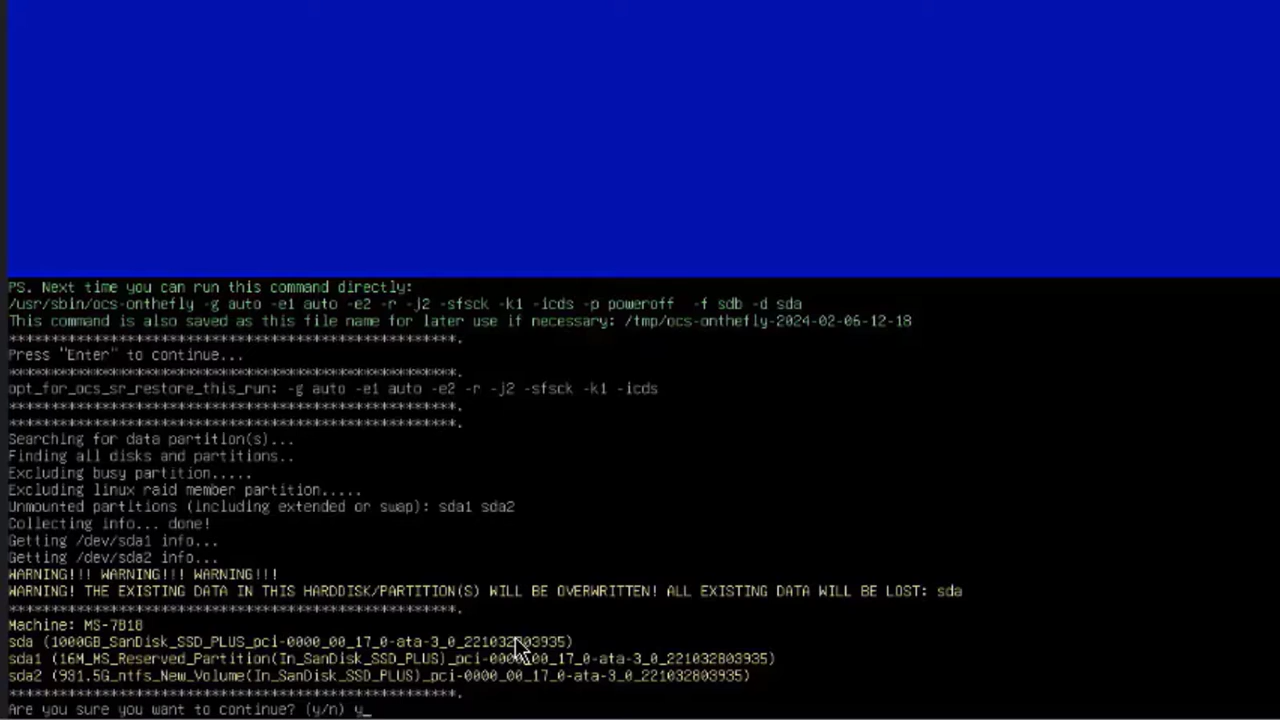 PS. Next time you can run this command directly:
/usr/sbin/ocs-onthefly -g auto -e1 auto -e2 -r -j2 -sfsck -k1 -icds -p poweroff  -f sdb -d sda
This command is also saved as this file name for later use if necessary: /tmp/ocs-onthefly-2024-02-06-12-18
*****************************************************.
Press "Enter" to continue...
*****************************************************.
opt_for_ocs_sr_restore_this_run: -g auto -e1 auto -e2 -r -j2 -sfsck -k1 -icds
*****************************************************.
*****************************************************.
Searching for data partition(s)...
Finding all disks and partitions..
Excluding busy partition.....
Excluding linux raid member partition.....
Unmounted partitions (including extended or swap): sda1 sda2
Collecting info... done!
Getting /dev/sda1 info...
Getting /dev/sda2 info...
WARNING!!! WARNING!!! WARNING!!!
WARNING! THE EXISTING DATA IN THIS HARDDISK/PARTITION(S) WILL BE OVERWRITTEN! ALL EXISTING DATA WILL BE LOST: sda
*****************************************************.
Machine: MS-7B18
sda (1000GB_SanDisk_SSD_PLUS_pci-0000_00_17_0-ata-3_0_221032803935)
sda1 (16M_MS_Reserved_Partition(In_SanDisk_SSD_PLUS)_pci-0000_00_17_0-ata-3_0_221032803935)
sda2 (931.5G_ntfs_New_Volume(In_SanDisk_SSD_PLUS)_pci-0000_00_17_0-ata-3_0_221032803935)
*****************************************************.
Are you sure you want to continue? (y/n) y_